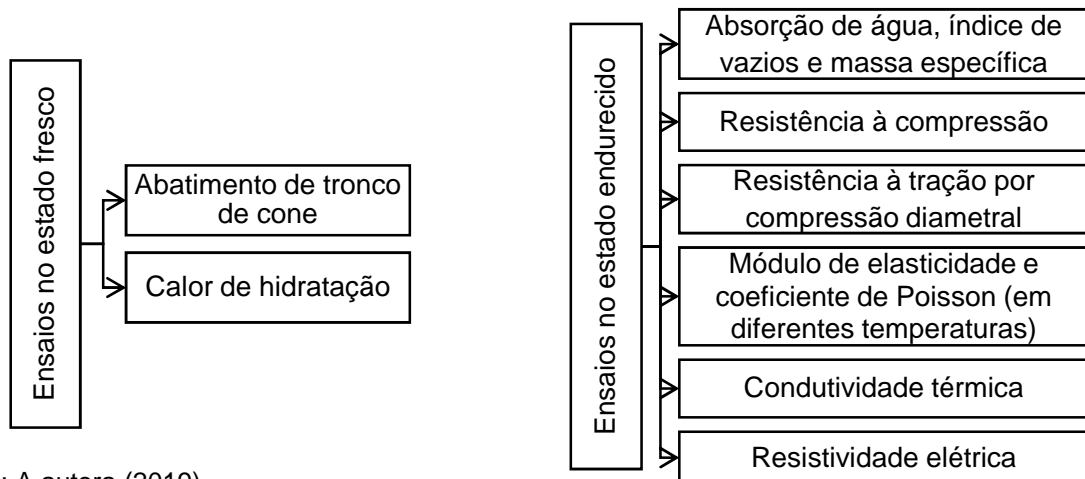 Ensaios no estado fresco
Abatimento de tronco
de cone
Calor de hidratação
Ensaios no estado endurecido
Absorção de água, índice de
vazios e massa específica
Resistência à compressão
Resistência à tração por
compressão diametral
Módulo de elasticidade e
coeficiente de Poisson (em
diferentes temperaturas)
Condutividade térmica
Resistividade elétrica